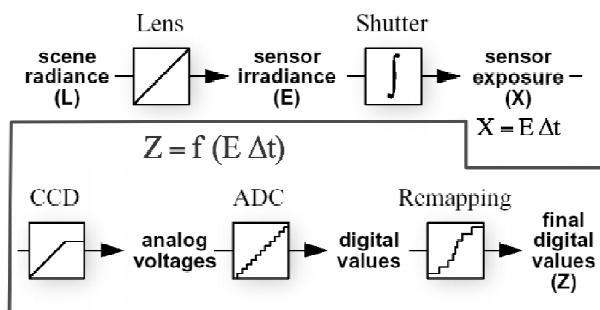 Lens
Shutter
scene
radiance
(L)
sensor
irradiance
(E)
∫
sensor
exposure
(X)
X = E Δt
Z = f (E Δt)
CCD
ADC
Remapping
analog
voltages
digital
values
final
digital
values
(Z)